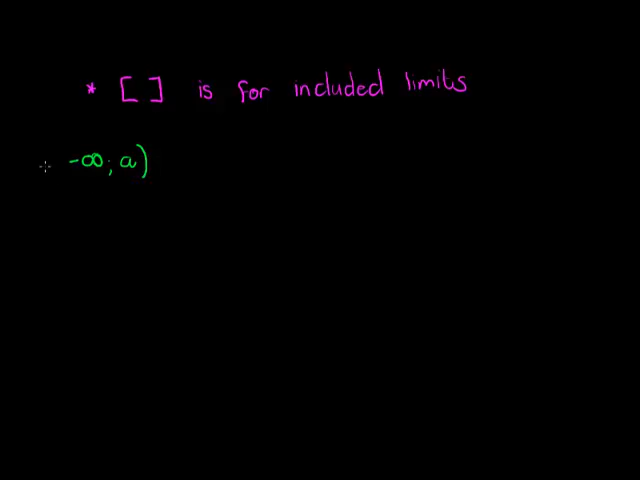 * [ ] is for included limits
-∞; a)